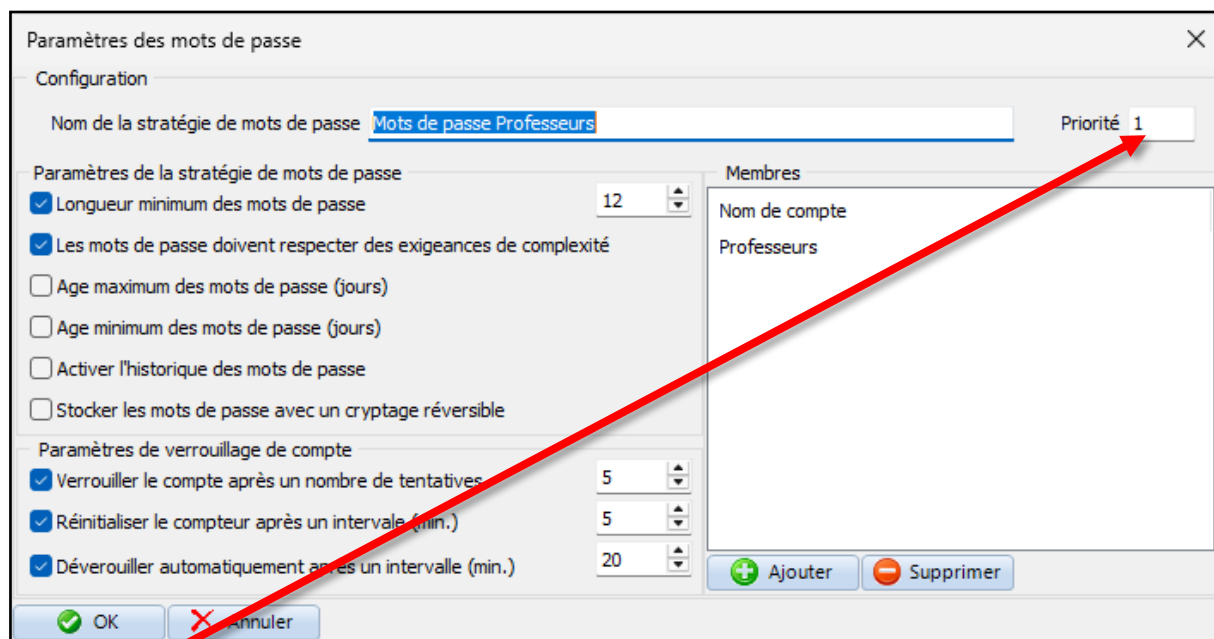 Paramètres des mots de passe
Configuration
Nom de la stratégie de mots de passe Mots de passe Professeurs Priorité 1
Paramètres de la stratégie de mots de passe
Longueur minimum des mots de passe 12
Les mots de passe doivent respecter des exigeances de complexité
Age maximum des mots de passe (jours)
Age minimum des mots de passe (jours)
Activer l'historique des mots de passe
Stocker les mots de passe avec un cryptage réversible
Paramètres de verrouillage de compte
Verrouiller le compte après un nombre de tentatives 5
Réinitialiser le compteur après un intervale (min.) 5
Déverouiller automatiquement après un intervalle (min.) 20
Membres
Nom de compte
Professeurs
Ajouter Supprimer
OK Annuler